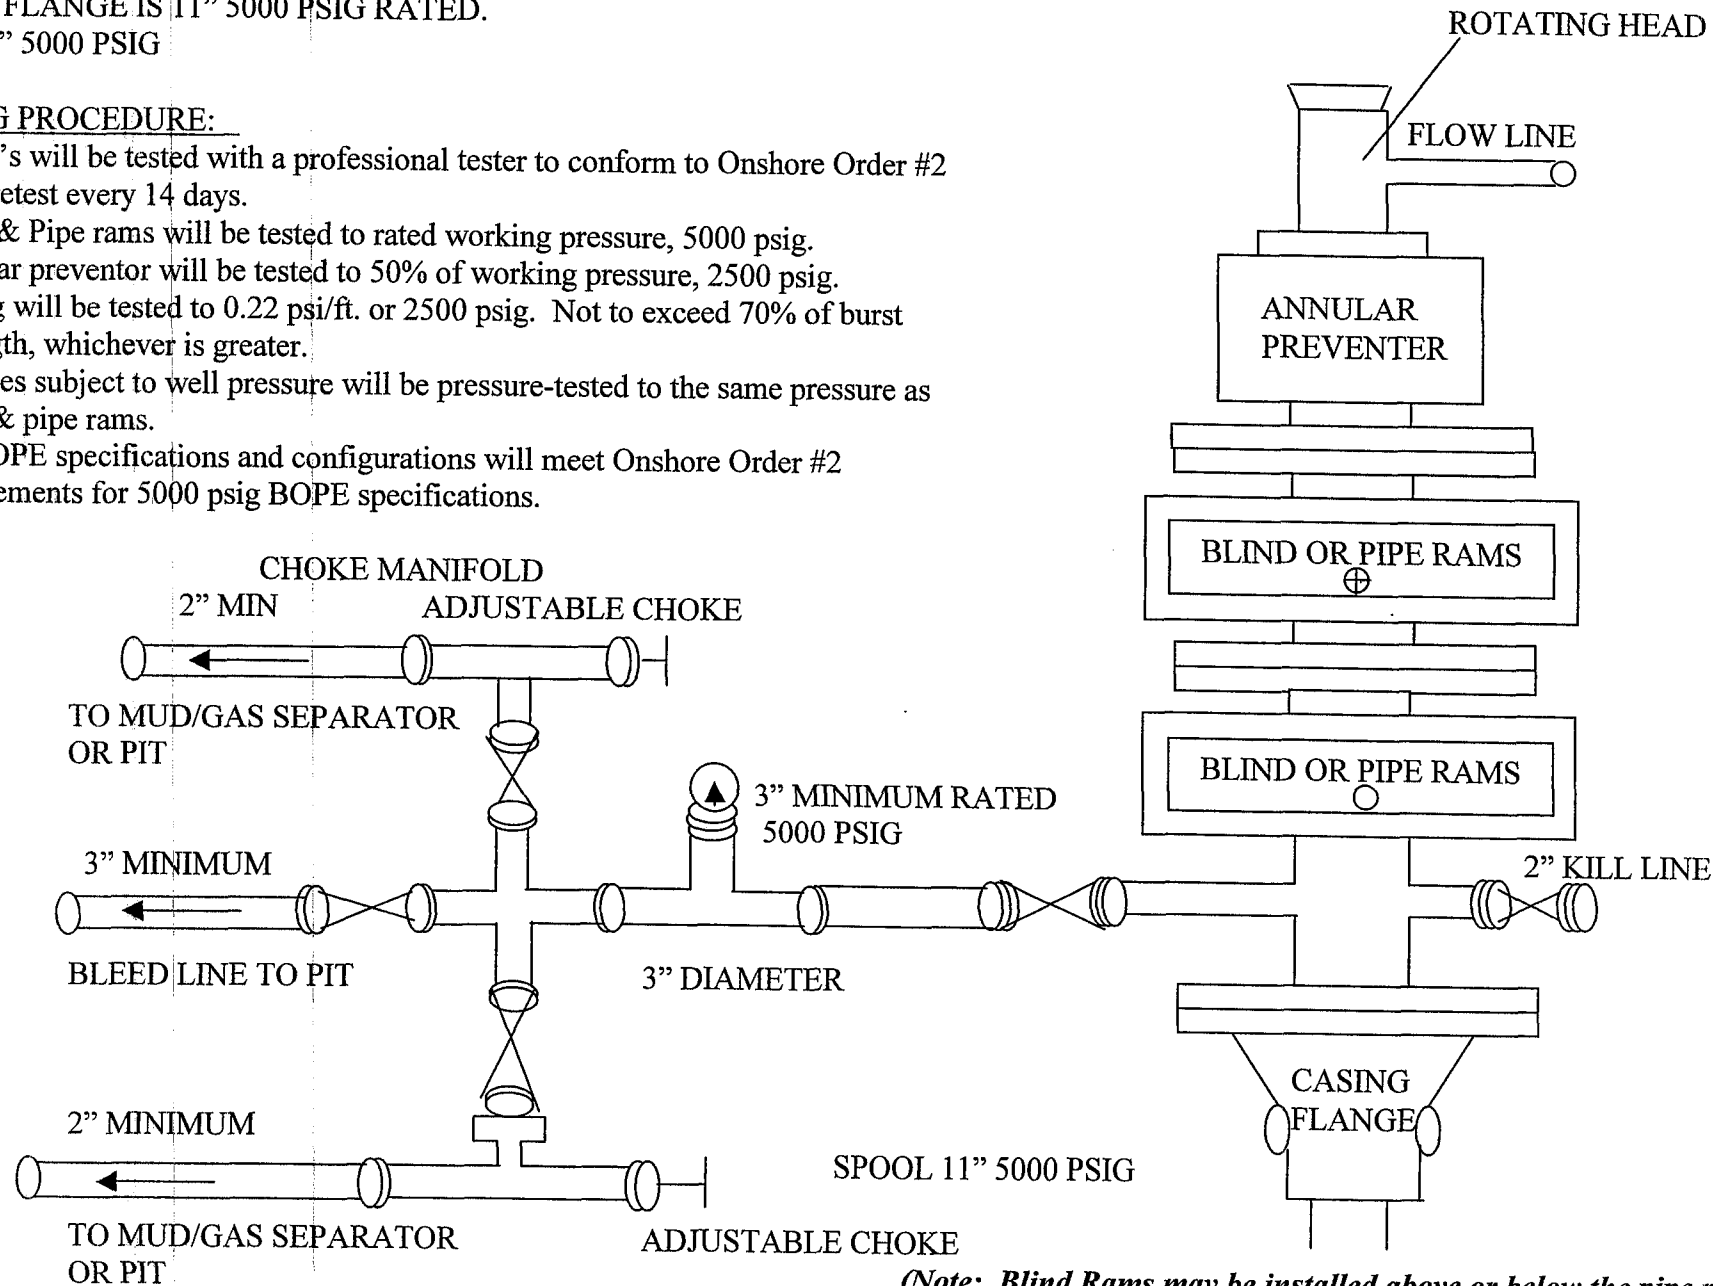 FLANGE IS 11” 5000 PSIG RATED.
” 5000 PSIG
G PROCEDURE:
’s will be tested with a professional tester to conform to Onshore Order #2
etest every 14 days.
& Pipe rams will be tested to rated working pressure, 5000 psig.
ar preventor will be tested to 50% of working pressure, 2500 psig.
g will be tested to 0.22 psi/ft. or 2500 psig.  Not to exceed 70% of burst
gth, whichever is greater.
es subject to well pressure will be pressure-tested to the same pressure as
& pipe rams.
OPE specifications and configurations will meet Onshore Order #2
ements for 5000 psig BOPE specifications.
ROTATING HEAD
FLOW LINE
ANNULAR
PREVENTER
BLIND OR PIPE RAMS
BLIND OR PIPE RAMS
2” KILL LINE
CASING
FLANGE
SPOOL 11” 5000 PSIG
CHOKE MANIFOLD
2” MIN
ADJUSTABLE CHOKE
TO MUD/GAS SEPARATOR
OR PIT
3” MINIMUM RATED
5000 PSIG
3” MINIMUM
BLEED LINE TO PIT
3” DIAMETER
2” MINIMUM
TO MUD/GAS SEPARATOR
OR PIT
ADJUSTABLE CHOKE
(Note:  Blind Rams may be installed above or below the pipe